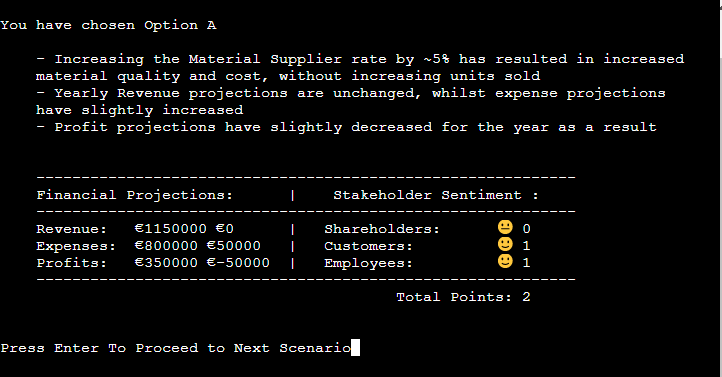 You have chosen Option A
- Increasing the Material Supplier rate by ~5% has resulted in increased
material quality and cost, without increasing units sold
- Yearly Revenue projections are unchanged, whilst expense projections
have slightly increased
- Profit projections have slightly decreased for the year as a result
------------------------------------------------------------
Financial Projections: | Stakeholder Sentiment :
------------------------------------------------------------
Revenue: €1150000 €0 | Shareholders: 😐 0
Expenses: €800000 €50000 | Customers: 🙂 1
Profits: €350000 €-50000 | Employees: 🙂 1
------------------------------------------------------------
Total Points: 2
Press Enter To Proceed to Next Scenario